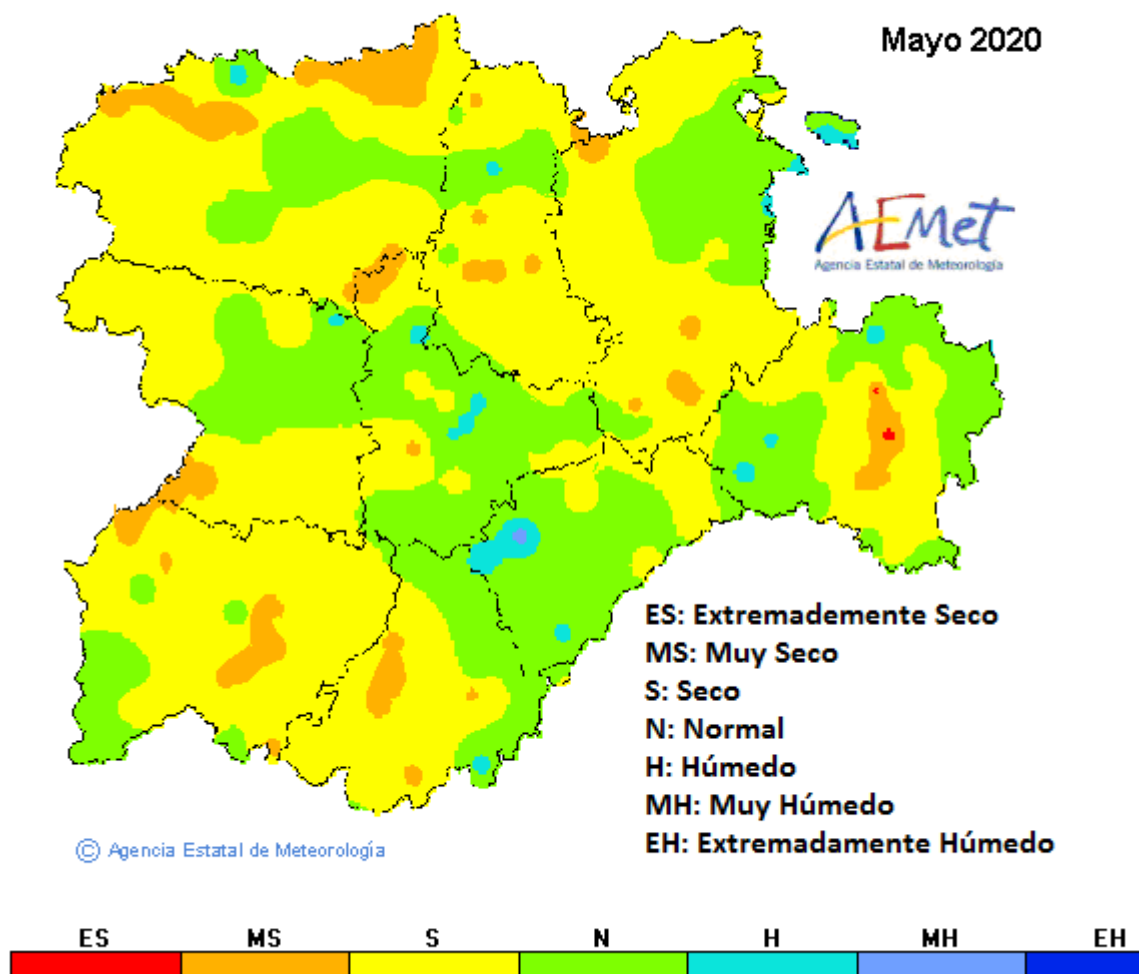 Mayo 2020
AEMet
Agencia Estatal de Meteorología
ES: Extremademente Seco
MS: Muy Seco
S: Seco
N: Normal
H: Húmedo
MH: Muy Húmedo
EH: Extremadamente Húmedo
© Agencia Estatal de Meteorología
ES MS S N H MH EH